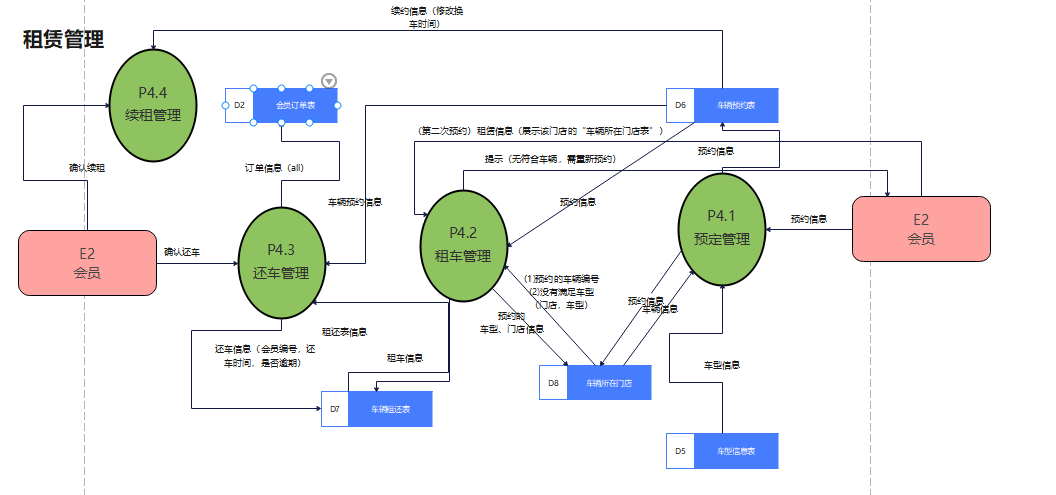 续约信息（修改换
车时间）
租赁管理
P4.4
续租管理
D2
会员订单表
D6
车辆预约表
（第二次预约）租赁信息（展示该门店的“车辆所在门店表”）
预约信息
提示（无符合车辆，需重新预约）
确认续租
订单信息（all）
车辆预约信息
预约信息
P4.1
预定管理
预约信息
E2
会员
P4.2
租车管理
E2
会员
确认还车
P4.3
还车管理
(1)预约的车辆编号
(2)没有满足车型
（门店，车型）
预约信息
车辆信息
预约的
车型、门店信息
租还表信息
还车信息（会员编号，还
车时间，是否逾期）
租车信息
车型信息
D8
车辆所在门店
D7
车辆租还表
D5
车型信息表